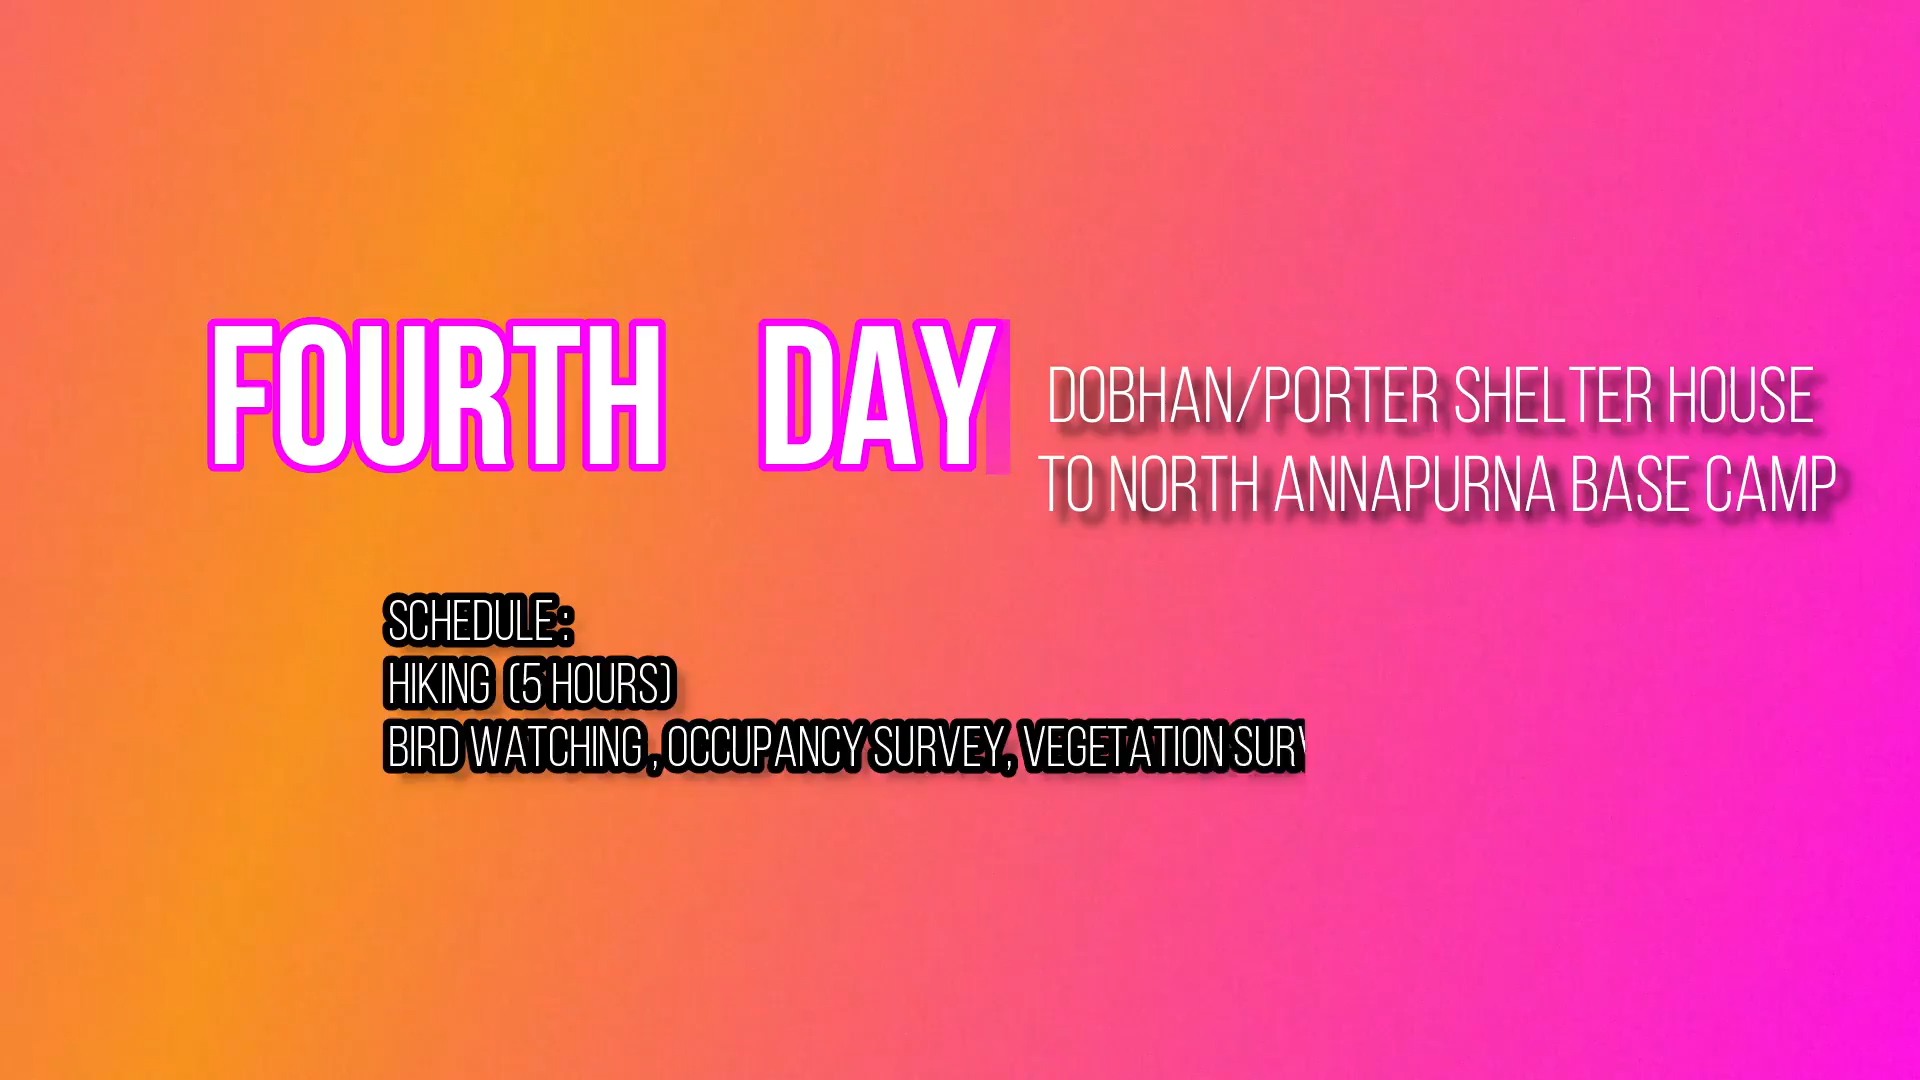 FOURTH DAY
DOBHAN/PORTER SHELTER HOUSE
TO NORTH ANNAPURNA BASE CAMP
SCHEDULE :
HIKING (5 HOURS)
BIRD WATCHING , OCCUPANCY SURVEY, VEGETATION